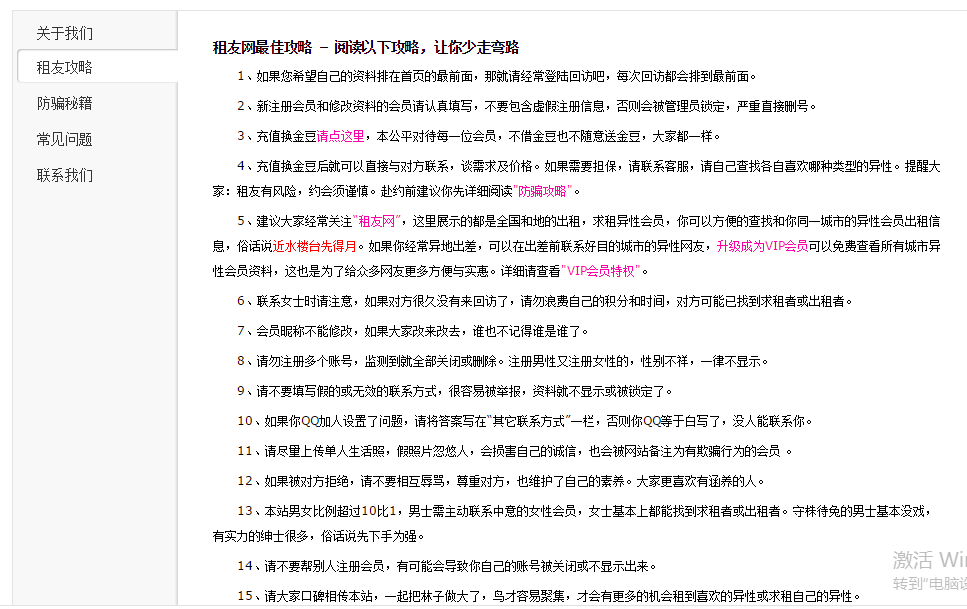 关于我们
租友攻略
防骗秘籍
常见问题
联系我们
租友网最佳攻略 – 阅读以下攻略，让你少走弯路
1、如果您希望自己的资料排在首页的最前面，那就请经常登陆回访吧，每次回访都会排到最前面。
2、新注册会员和修改资料的会员请认真填写，不要包含虚假注册信息，否则会被管理员锁定，严重直接删号。
3、充值换金豆请点这里，本公平对待每一位会员，不借金豆也不随意送金豆，大家都一样。
4、充值换金豆后就可以直接与对方联系，谈需求及价格。如果需要担保，请联系客服，请自己查找各自喜欢哪种类型的异性。提醒大
家：租友有风险，约会须谨慎。赴约前建议你先详细阅读"防骗攻略"。
5、建议大家经常关注"租友网"，这里展示的都是全国和地的出租，求租异性会员，你可以方便的查找和你同一城市的异性会员出租信
息，俗话说近水楼台先得月。如果你经常异地出差，可以在出差前联系好目的城市的异性网友，升级成为VIP会员可以免费查看所有城市异
性会员资料，这也是为了给众多网友更多方便与实惠。详细请查看"VIP会员特权"。
6、联系女士时请注意，如果对方很久没有来回访了，请勿浪费自己的积分和时间，对方可能已找到求租者或出租者。
7、会员昵称不能修改，如果大家改来改去，谁也不记得谁是谁了。
8、请勿注册多个账号，监测到就全部关闭或删除。注册男性又注册女性的，性别不祥，一律不显示。
9、请不要填写假的或无效的联系方式，很容易被举报，资料就不显示或被锁定了。
10、如果你QQ加人设置了问题，请将答案写在"其它联系方式"一栏，否则你QQ等于白写了，没人能联系你。
11、请尽量上传单人生活照，假照片忽悠人，会损害自己的诚信，也会被网站备注为有欺骗行为的会员 。
12、如果被对方拒绝，请不要相互辱骂，尊重对方，也维护了自己的素养。大家更喜欢有涵养的人。
13、本站男女比例超过10比1，男士需主动联系中意的女性会员，女士基本上都能找到求租者或出租者。守株待兔的男士基本没戏，
有实力的绅士很多，俗话说先下手为强。
14、请不要帮别人注册会员，有可能会导致你自己的账号被关闭或不显示出来。
15、请大家口碑相传本站，一起把林子做大了，鸟才容易聚集，才会有更多的机会租到喜欢的异性或求租自己的异性。
激活 Win
转到"电脑